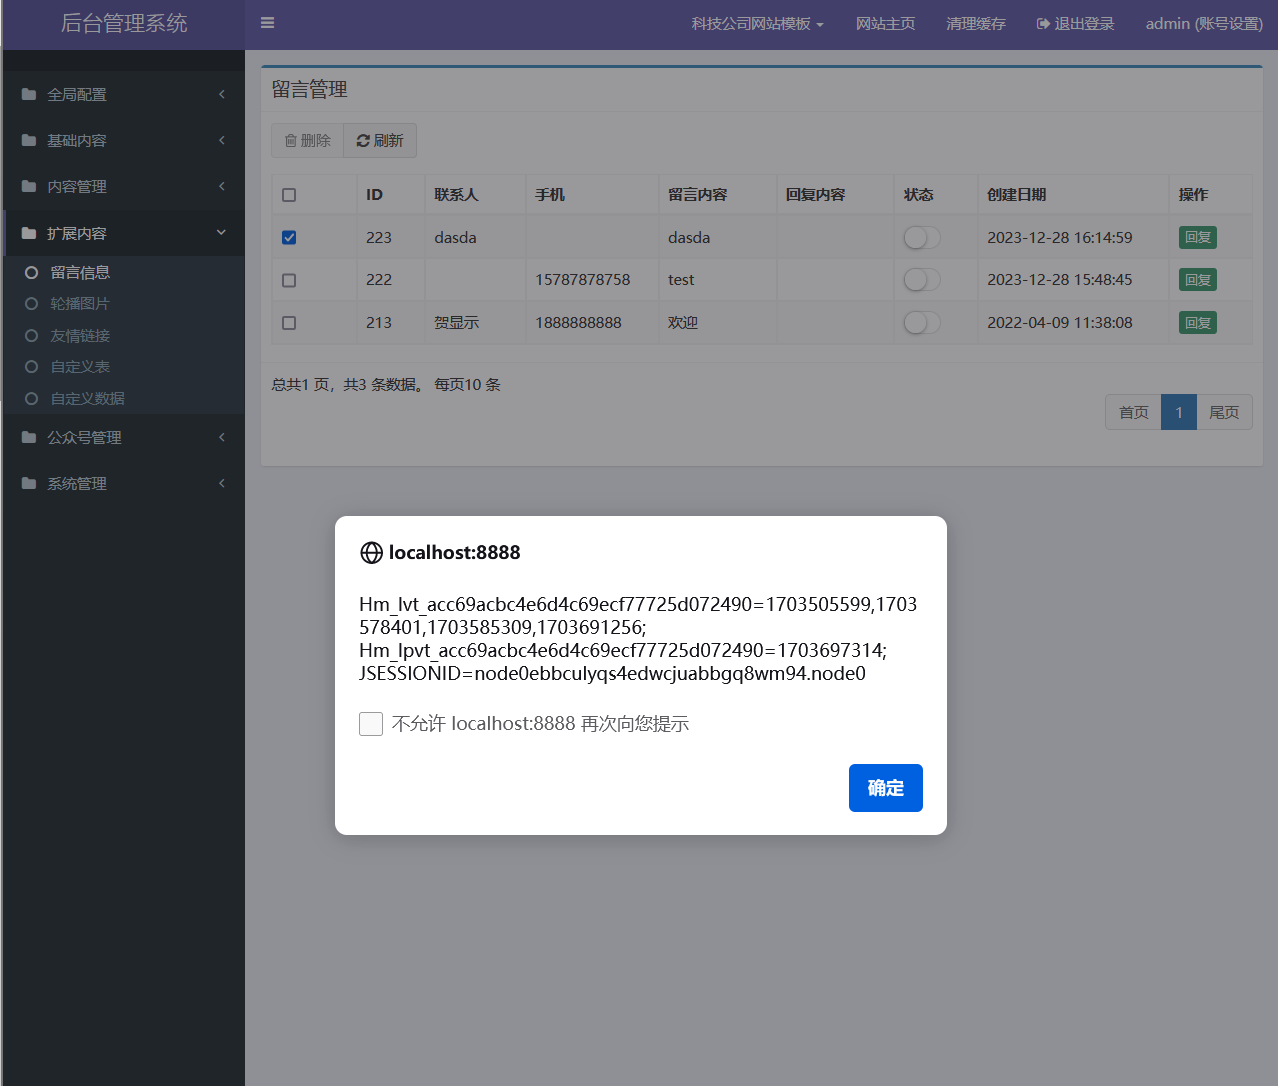 后台管理系统
科技公司网站模板 网站主页 清理缓存 退出登录 admin (账号设置)
全局配置
基础内容
内容管理
扩展内容
留言信息
轮播图片
友情链接
自定义表
自定义数据
公众号管理
系统管理
留言管理
删除 刷新
ID 联系人 手机 留言内容 回复内容 状态 创建日期 操作
223 dasda dasda 2023-12-28 16:14:59 回复
222 15787878758 test 2023-12-28 15:48:45 回复
213 贺显示 1888888888 欢迎 2022-04-09 11:38:08 回复
总共1 页，共3 条数据。 每页10 条
首页 1 尾页
localhost:8888
Hm_lvt_acc69acbc4e6d4c69ecf77725d072490=1703505599,1703
578401,1703585309,1703691256;
Hm_lpvt_acc69acbc4e6d4c69ecf77725d072490=1703697314;
JSESSIONID=node0ebbculyqs4edwcjuabbgq8wm94.node0
不允许 localhost:8888 再次向您提示
确定